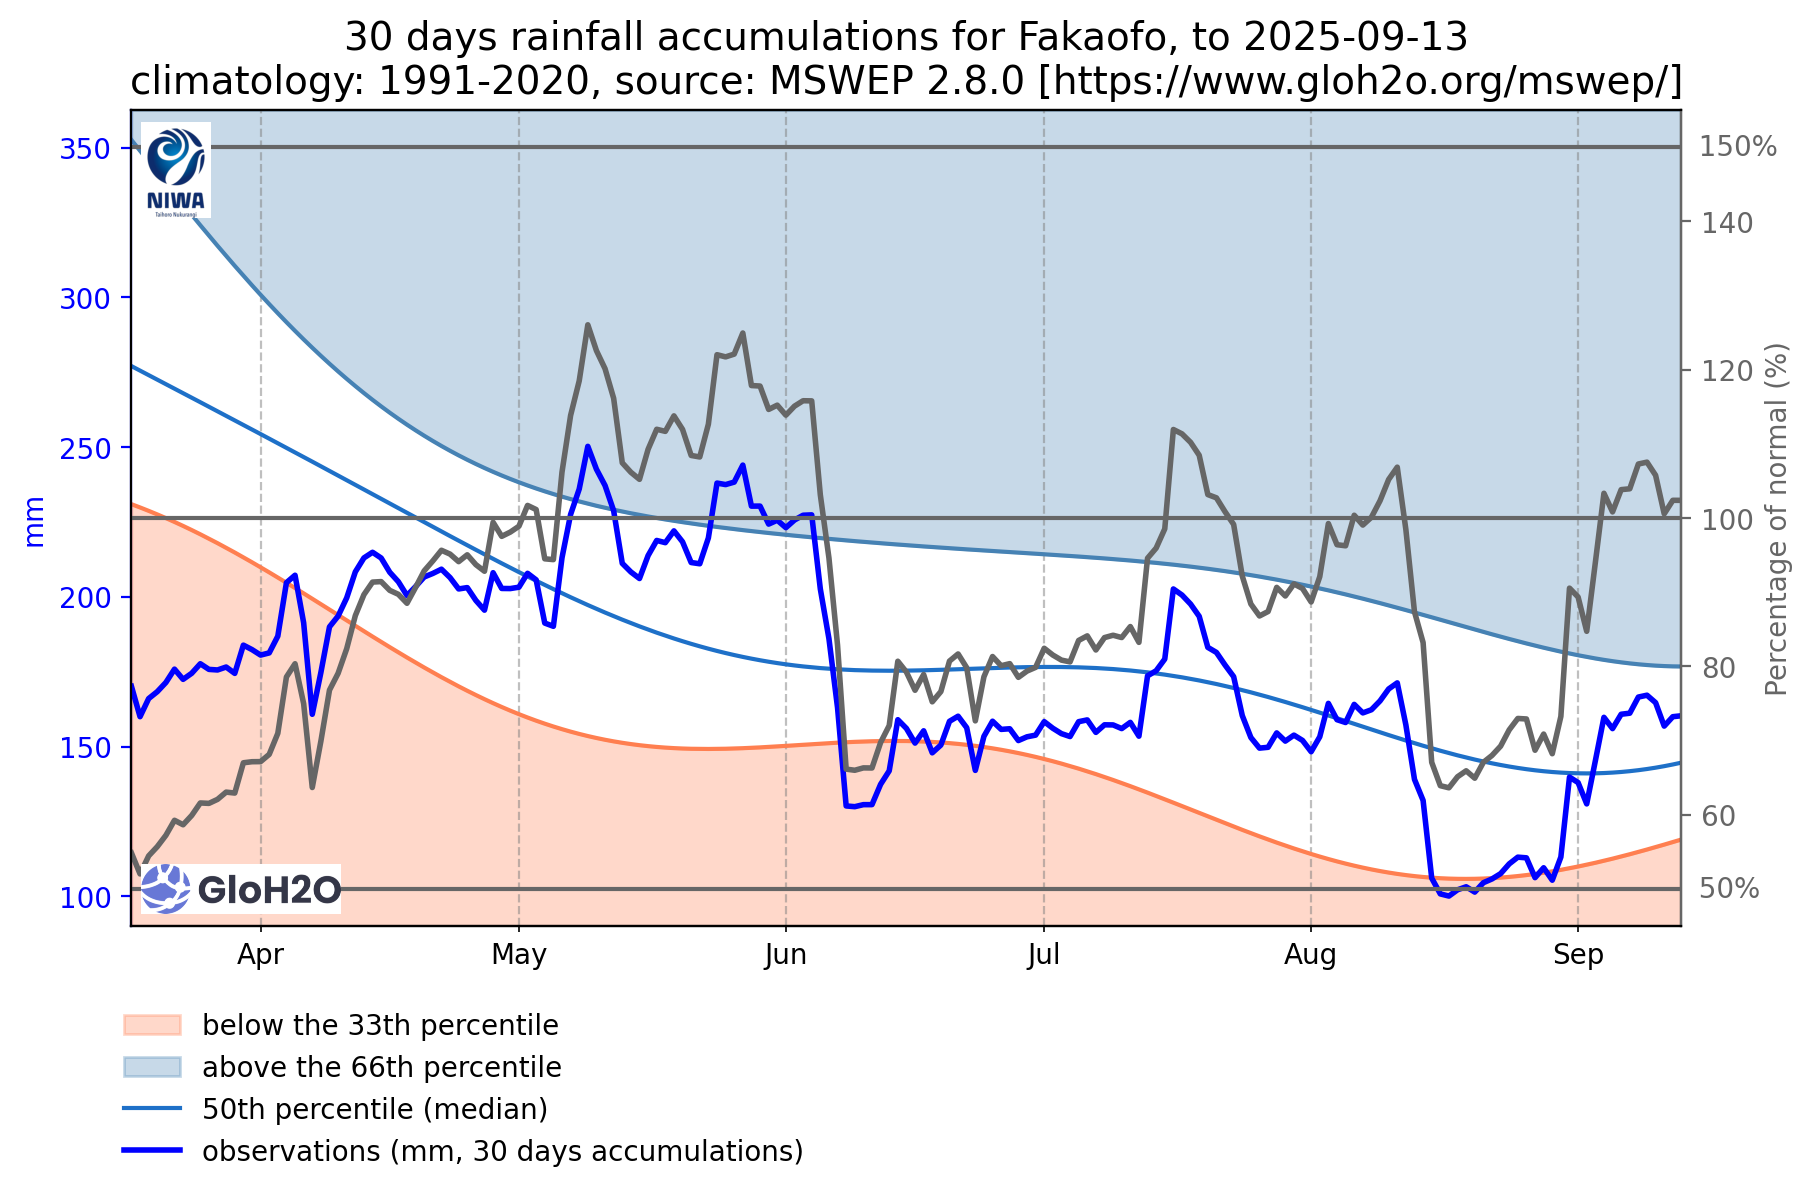 30 days rainfall accumulations for Fakaofo, to 2025-09-13
climatology: 1991-2020, source: MSWEP 2.8.0 [https://www.gloh2o.org/mswep/]
350
300
250
200
150
100
mm
NIWA
Taihoro Nukurangi
GloH2O
150%
140
120
100
80
60
50%
Percentage of normal (%)
Apr
May
Jun
Jul
Aug
Sep
below the 33th percentile
above the 66th percentile
50th percentile (median)
observations (mm, 30 days accumulations)